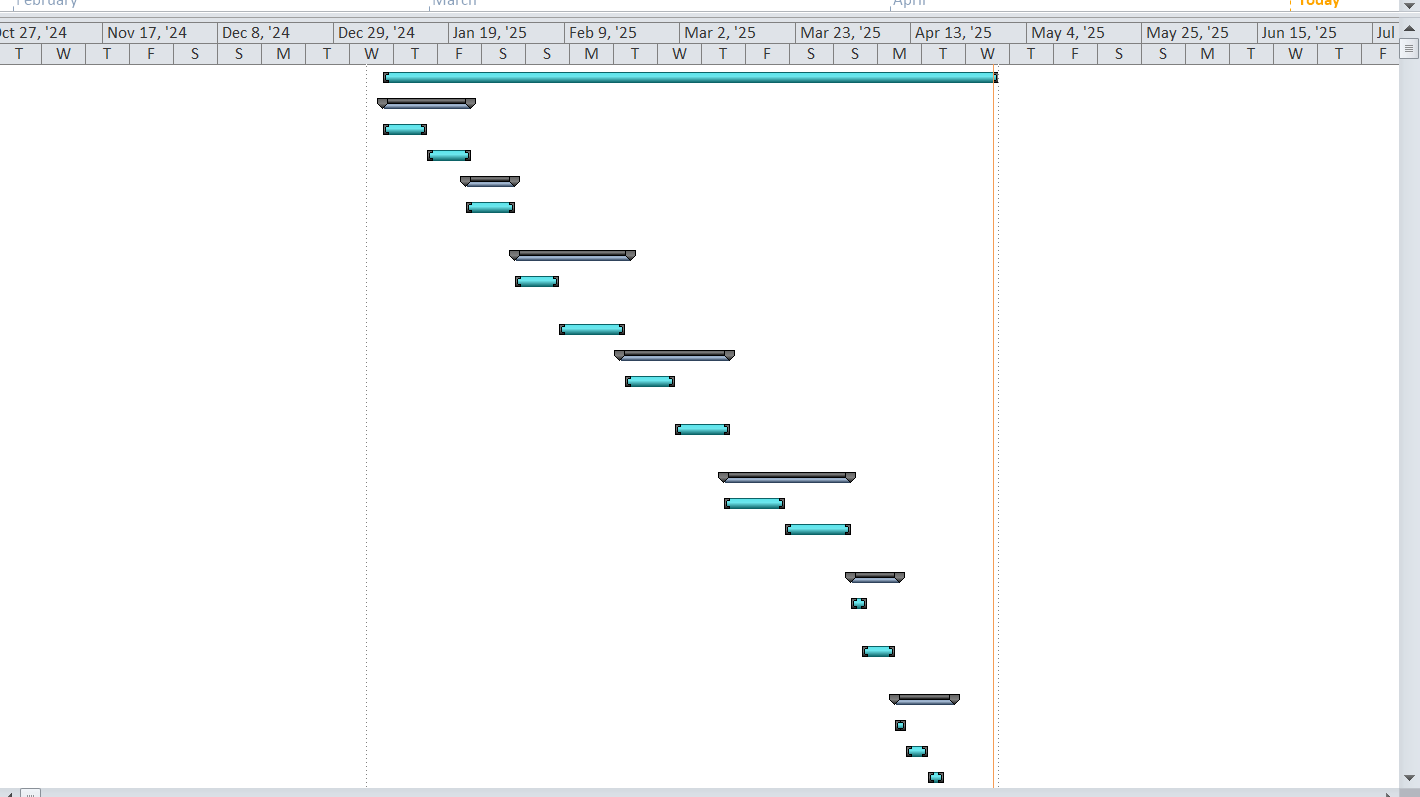 February March April Today
Oct 27, '24 Nov 17, '24 Dec 8, '24 Dec 29, '24 Jan 19, '25 Feb 9, '25 Mar 2, '25 Mar 23, '25 Apr 13, '25 May 4, '25 May 25, '25 Jun 15, '25 Jul
T W T F S S M T W T F S S M T W T F S S M T W T F S S M T W T F